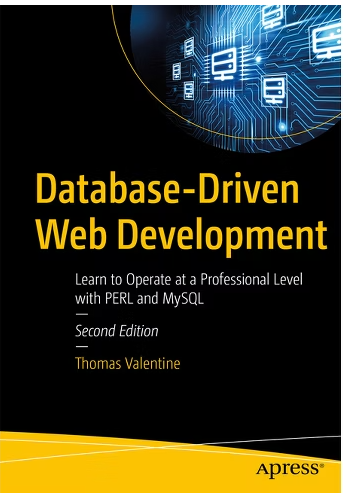 Database-Driven
Web Development
Learn to Operate at a Professional Level
with PERL and MySQL
—
Second Edition
—
Thomas Valentine
Apress®